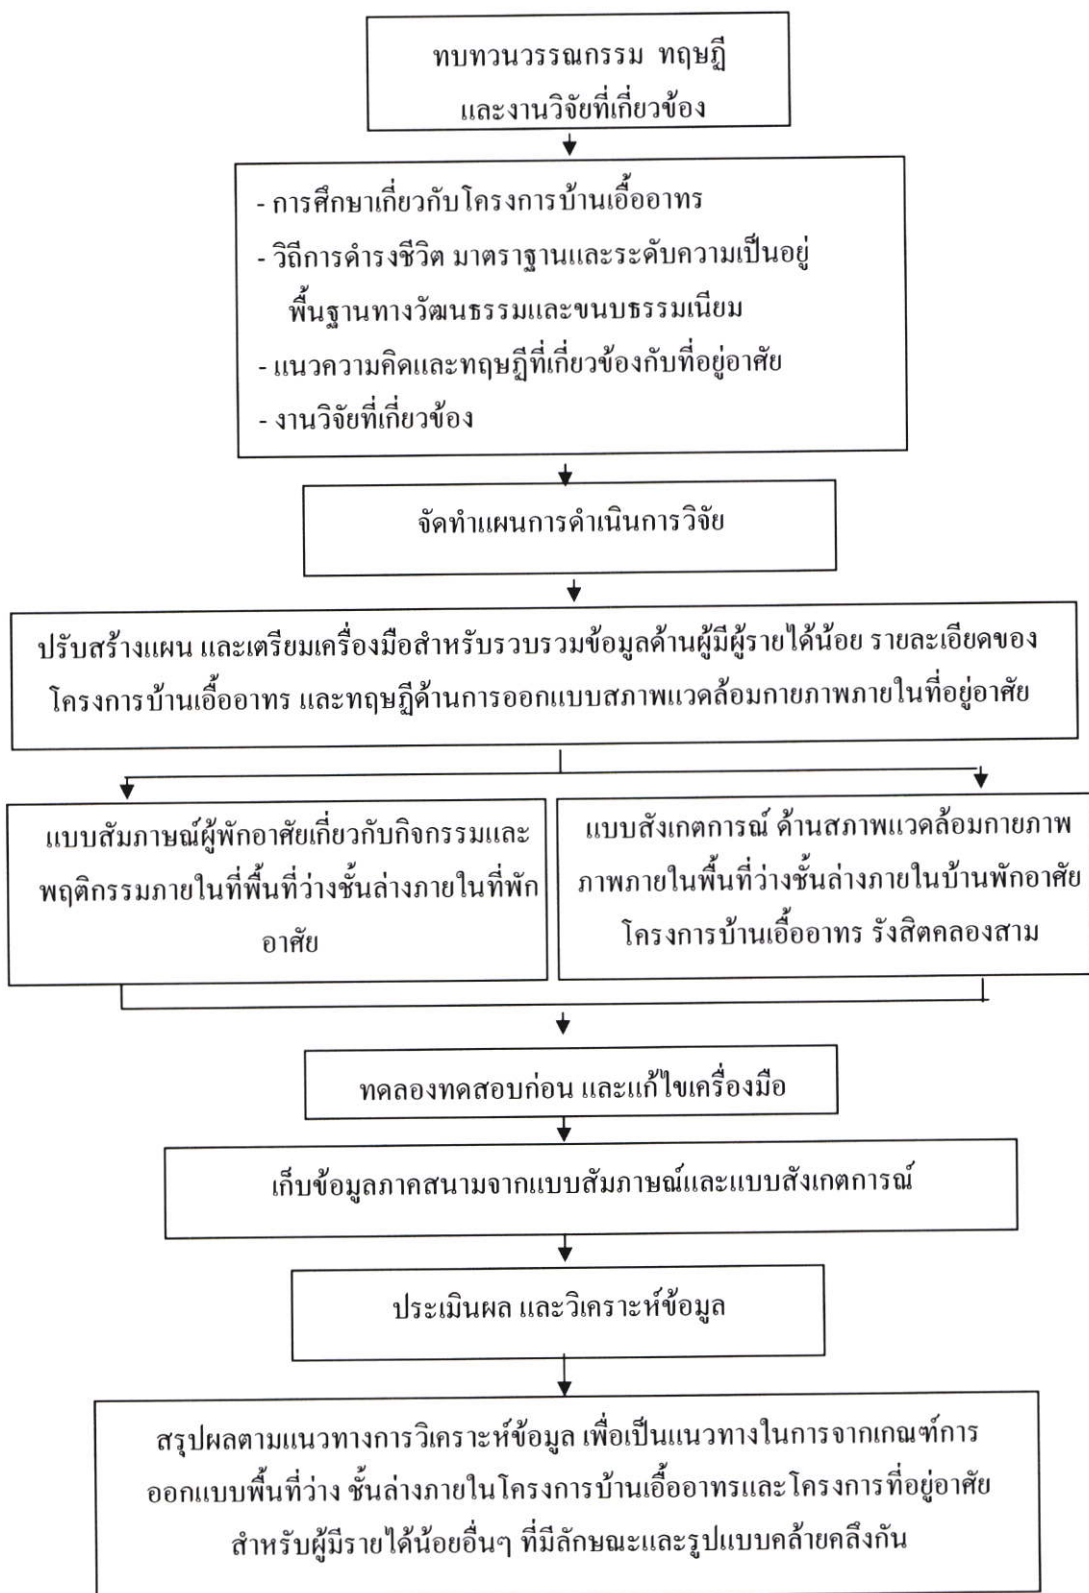 ทบทวนวรรณกรรม ทฤษฎี
และงานวิจัยที่เกี่ยวข้อง
- การศึกษาเกี่ยวกับโครงการบ้านเอื้ออาทร
- วิถีการดำรงชีวิต มาตราฐานและระดับความเป็นอยู่
พื้นฐานทางวัฒนธรรมและขนบธรรมเนียม
- แนวความคิดและทฤษฎีที่เกี่ยวข้องกับที่อยู่อาศัย
- งานวิจัยที่เกี่ยวข้อง
จัดทำแผนการดำเนินการวิจัย
ปรับสร้างแผน และเตรียมเครื่องมือสำหรับรวบรวมข้อมูลด้านผู้มีผู้รายได้น้อย รายละเอียดของ
โครงการบ้านเอื้ออาทร และทฤษฎีด้านการออกแบบสภาพแวดล้อมกายภาพภายในที่อยู่อาศัย
แบบสัมภาษณ์ผู้พักอาศัยเกี่ยวกับกิจกรรมและ
พฤติกรรมภายในที่พื้นที่ว่างชั้นล่างภายในที่พัก
อาศัย
แบบสังเกตการณ์ ด้านสภาพแวดล้อมกายภาพ
ภาพภายในพื้นที่ว่างชั้นล่างภายในบ้านพักอาศัย
โครงการบ้านเอื้ออาทร รังสิตคลองสาม
ทดลองทดสอบก่อน และแก้ไขเครื่องมือ
เก็บข้อมูลภาคสนามจากแบบสัมภาษณ์และแบบสังเกตการณ์
ประเมินผล และวิเคราะห์ข้อมูล
สรุปผลตามแนวทางการวิเคราะห์ข้อมูล เพื่อเป็นแนวทางในการจากเกณฑ์การ
ออกแบบพื้นที่ว่าง ชั้นล่างภายในโครงการบ้านเอื้ออาทรและโครงการที่อยู่อาศัย
สำหรับผู้มีรายได้น้อยอื่นๆ ที่มีลักษณะและรูปแบบคล้ายคลึงกัน